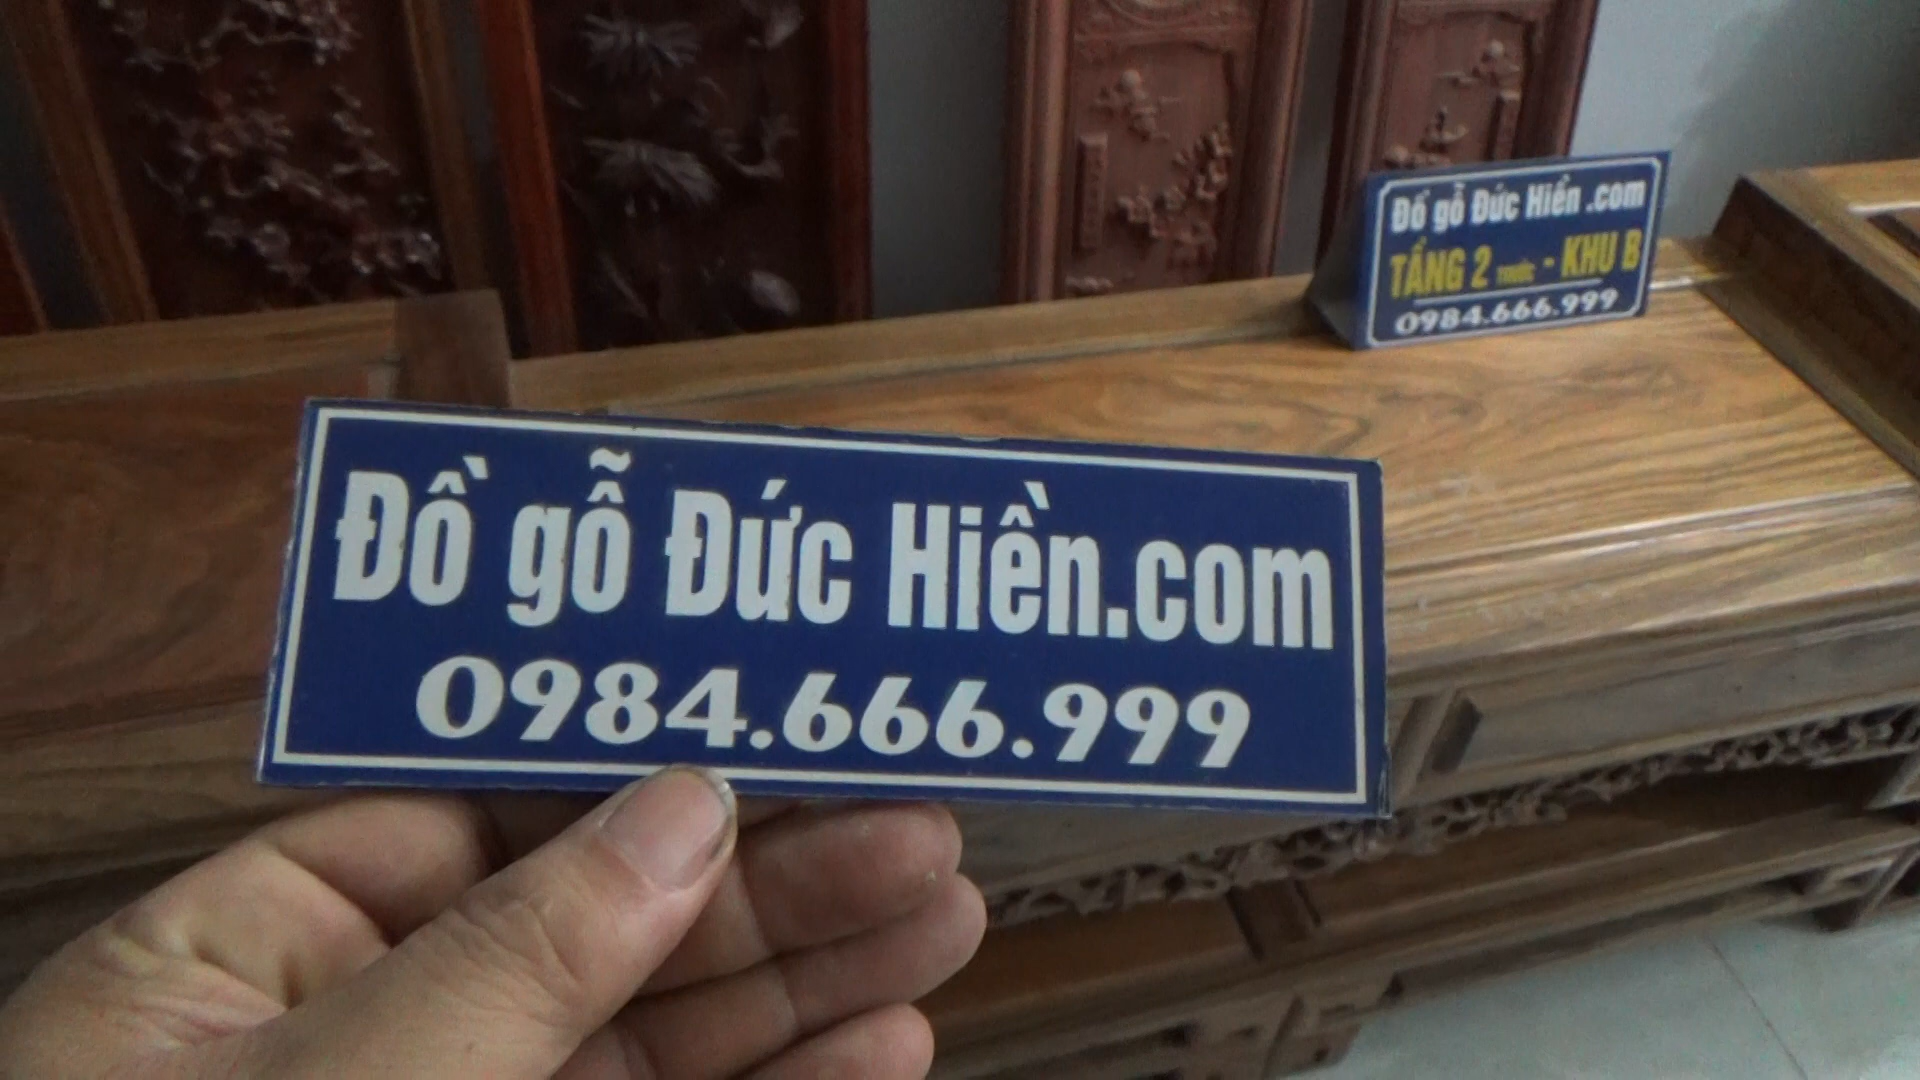 Đồ gỗ Đức Hiền .com
TẦNG 2 TRƯỚC - KHU B
0984.666.999
Đồ gỗ Đức Hiền.com
0984.666.999